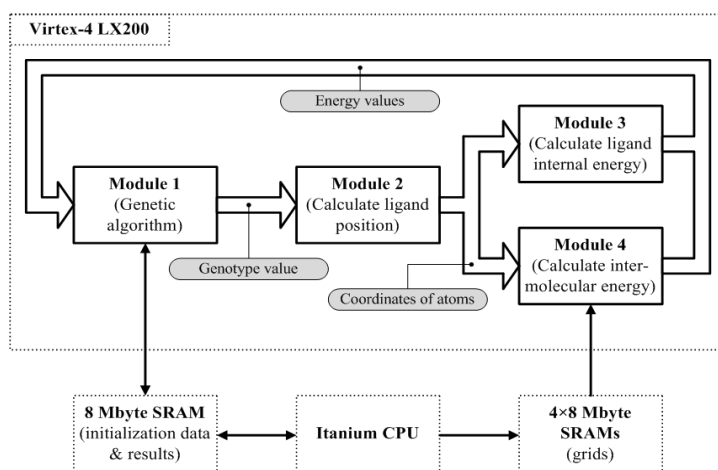 Virtex-4 LX200
Energy values
Module 1
(Genetic
algorithm)
Genotype value
Module 2
(Calculate ligand
position)
Coordinates of atoms
Module 3
(Calculate ligand
internal energy)
Module 4
(Calculate inter-
molecular energy)
8 Mbyte SRAM
(initialization data
& results)
Itanium CPU
4×8 Mbyte
SRAMs
(grids)